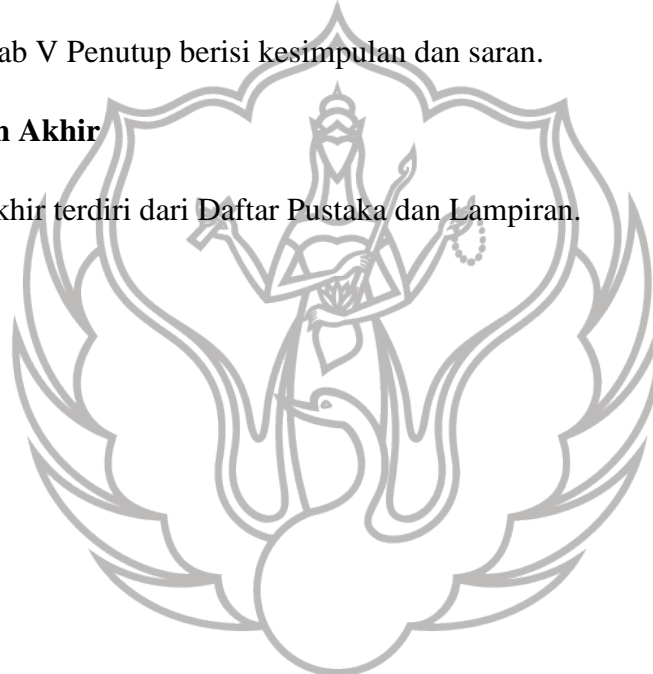 ab V Penutup berisi kesimpulan dan saran.
n Akhir
khir terdiri dari Daftar Pustaka dan Lampiran.